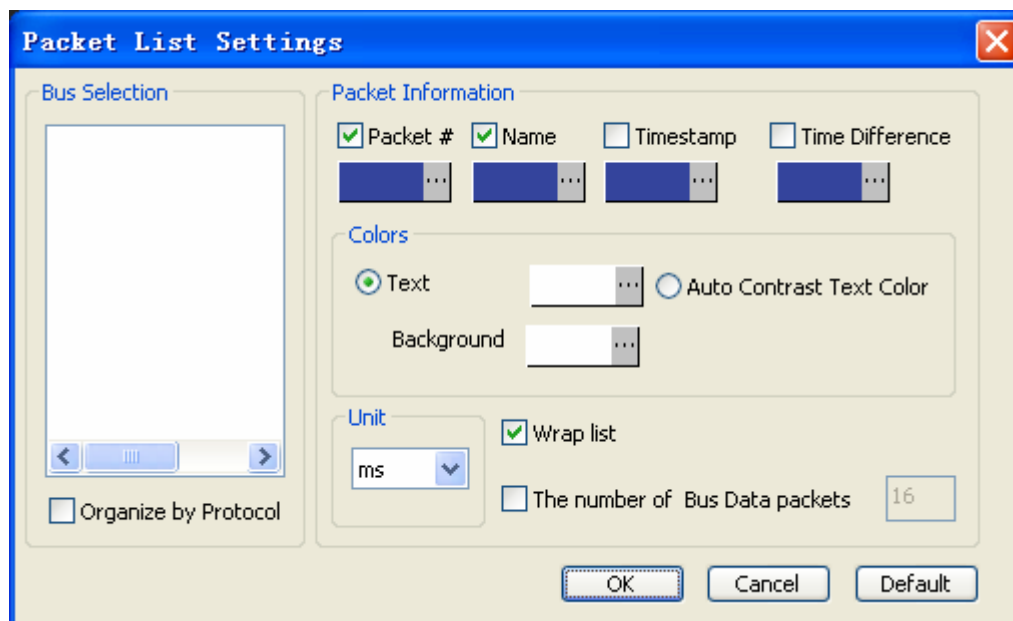 Packet List Settings
Bus Selection
Organize by Protocol
Packet Information
Packet # Name Timestamp Time Difference
... ... ... ...
Colors
Text ... Auto Contrast Text Color
Background ...
Unit
ms
Wrap list
The number of Bus Data packets 16
OK Cancel Default